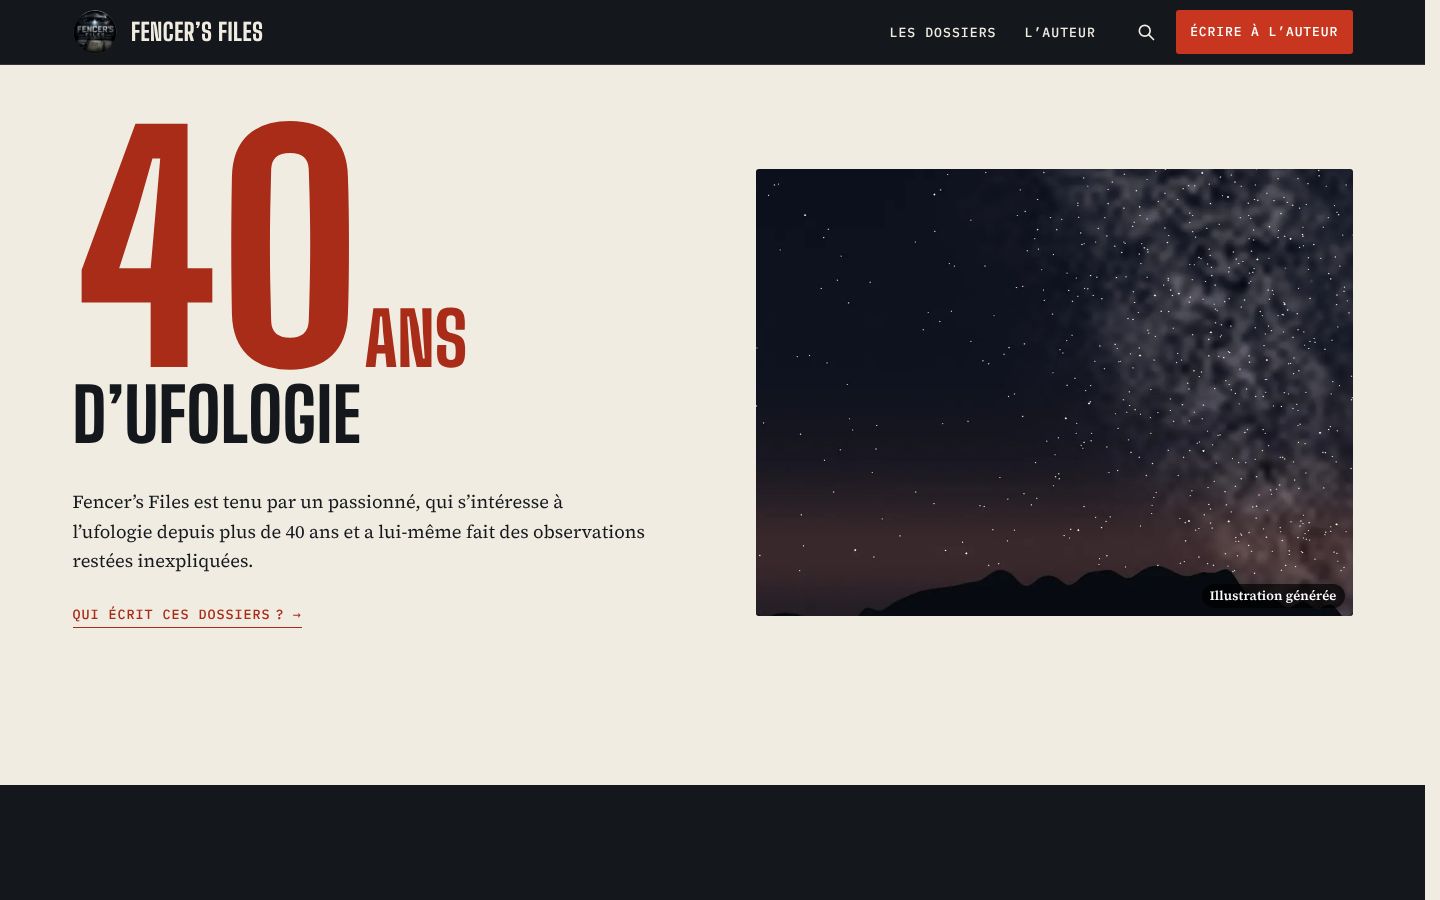 FENCER'S FILES
FENCER'S FILES
LES DOSSIERS
L'AUTEUR
ÉCRIRE À L'AUTEUR
40 ANS
D'UFOLOGIE
Fencer's Files est tenu par un passionné, qui s'intéresse à
l'ufologie depuis plus de 40 ans et a lui-même fait des observations
restées inexpliquées.
QUI ÉCRIT CES DOSSIERS ? →
Illustration générée